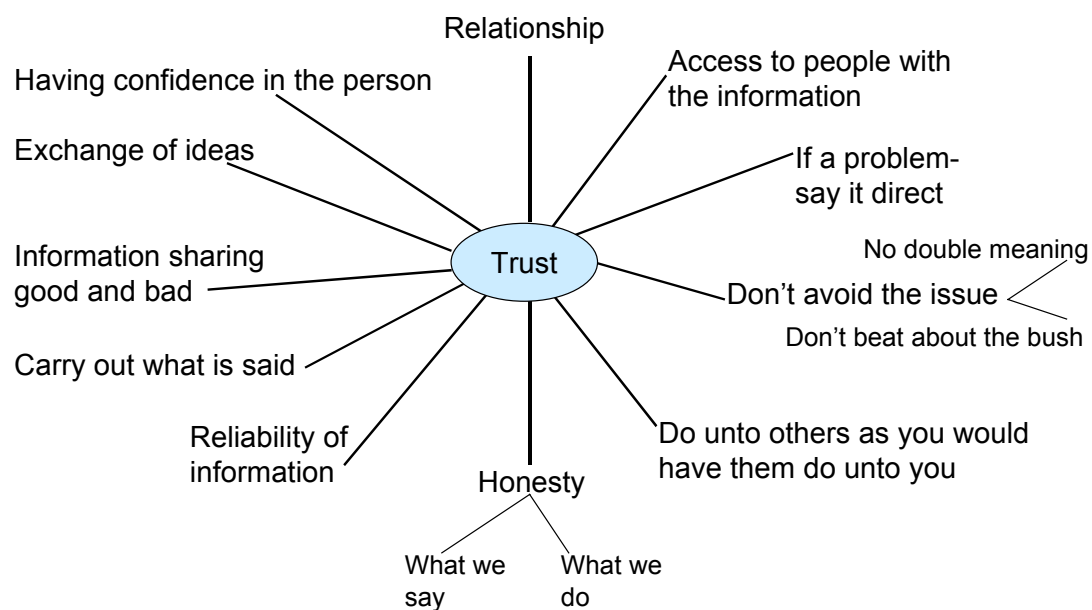 Relationship
Having confidence in the person
Access to people with
the information
Exchange of ideas
If a problem-
say it direct
Information sharing
good and bad
Trust
No double meaning
Don't avoid the issue
Don't beat about the bush
Carry out what is said
Reliability of
information
Do unto others as you would
have them do unto you
Honesty
What we
say
What we
do